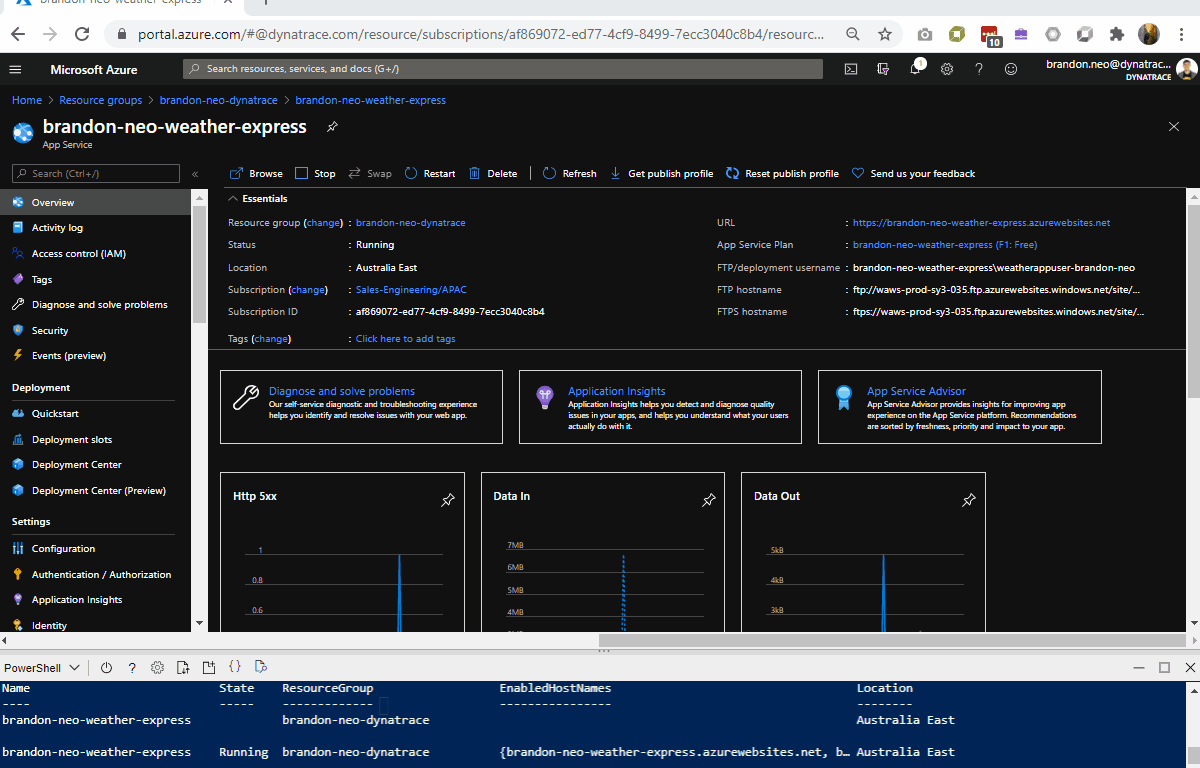 brandon-neo-weather-express
portal.azure.com/#@dynatrace.com/resource/subscriptions/af869072-ed77-4cf9-8499-7ecc3040c8b4/resourc...
10
Microsoft Azure
Search resources, services, and docs (G+/)
1
brandon.neo@dynatrac...
DYNATRACE
Home > Resource groups > brandon-neo-dynatrace > brandon-neo-weather-express
brandon-neo-weather-express
App Service
Search (Ctrl+/)
«
Overview
Activity log
Access control (IAM)
Tags
Diagnose and solve problems
Security
Events (preview)
Deployment
Quickstart
Deployment slots
Deployment Center
Deployment Center (Preview)
Settings
Configuration
Authentication / Authorization
Application Insights
Identity
Browse Stop Swap Restart Delete Refresh Get publish profile Reset publish profile Send us your feedback
Essentials
Resource group (change) : brandon-neo-dynatrace
Status : Running
Location : Australia East
Subscription (change) : Sales-Engineering/APAC
Subscription ID : af869072-ed77-4cf9-8499-7ecc3040c8b4
Tags (change) : Click here to add tags
URL : https://brandon-neo-weather-express.azurewebsites.net
App Service Plan : brandon-neo-weather-express (F1: Free)
FTP/deployment username : brandon-neo-weather-express\weatherappuser-brandon-neo
FTP hostname : ftp://waws-prod-sy3-035.ftp.azurewebsites.windows.net/site/...
FTPS hostname : ftps://waws-prod-sy3-035.ftp.azurewebsites.windows.net/site/...
Diagnose and solve problems
Our self-service diagnostic and troubleshooting experience
helps you identify and resolve issues with your web app.
Application Insights
Application Insights helps you detect and diagnose quality
issues in your apps, and helps you understand what your users
actually do with it.
App Service Advisor
App Service Advisor provides insights for improving app
experience on the App Service platform. Recommendations
are sorted by freshness, priority and impact to your app.
Http 5xx
1
0.8
0.6
Data In
7MB
6MB
5MB
4MB
Data Out
5kB
4kB
3kB
PowerShell
? {}
Name State ResourceGroup EnabledHostNames Location
---- ----- ------------- ---------------- --------
brandon-neo-weather-express brandon-neo-dynatrace Australia East
brandon-neo-weather-express Running brandon-neo-dynatrace {brandon-neo-weather-express.azurewebsites.net, b… Australia East